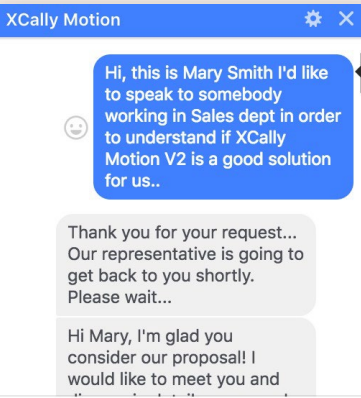 XCally Motion
Hi, this is Mary Smith I'd like
to speak to somebody
working in Sales dept in order
to understand if XCally
Motion V2 is a good solution
for us..
Thank you for your request...
Our representative is going to
get back to you shortly.
Please wait...
Hi Mary, I'm glad you
consider our proposal! I
would like to meet you and